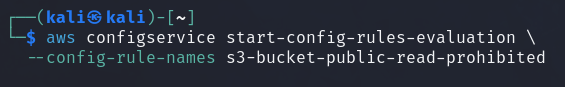 ┌──(kali㉿kali)-[~]
└─$ aws configservice start-config-rules-evaluation \
--config-rule-names s3-bucket-public-read-prohibited